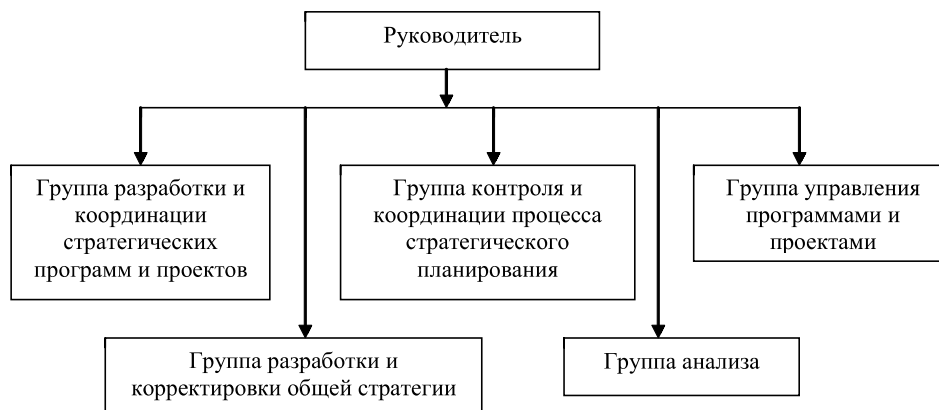 Руководитель
Группа разработки и
координации
стратегических
программ и проектов
Группа контроля и
координации процесса
стратегического
планирования
Группа управления
программами и
проектами
Группа разработки и
корректировки общей стратегии
Группа анализа